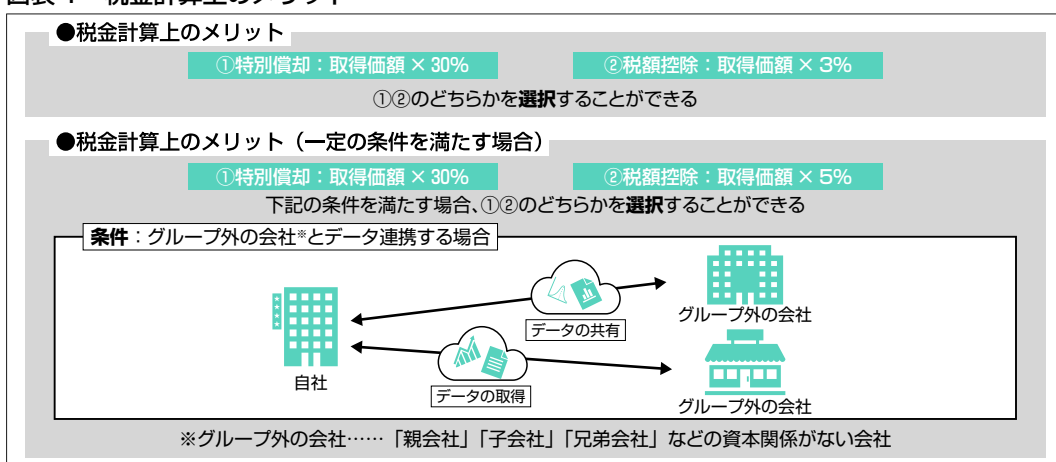 ●税金計算上のメリット
①特別償却：取得価額×30%
②税額控除：取得価額×3%
①②のどちらかを選択することができる
●税金計算上のメリット（一定の条件を満たす場合）
①特別償却：取得価額×30%
②税額控除：取得価額×5%
下記の条件を満たす場合、①②のどちらかを選択することができる
条件：グループ外の会社※とデータ連携する場合
データの共有
グループ外の会社
自社
データの取得
グループ外の会社
※グループ外の会社……「親会社」「子会社」「兄弟会社」などの資本関係がない会社